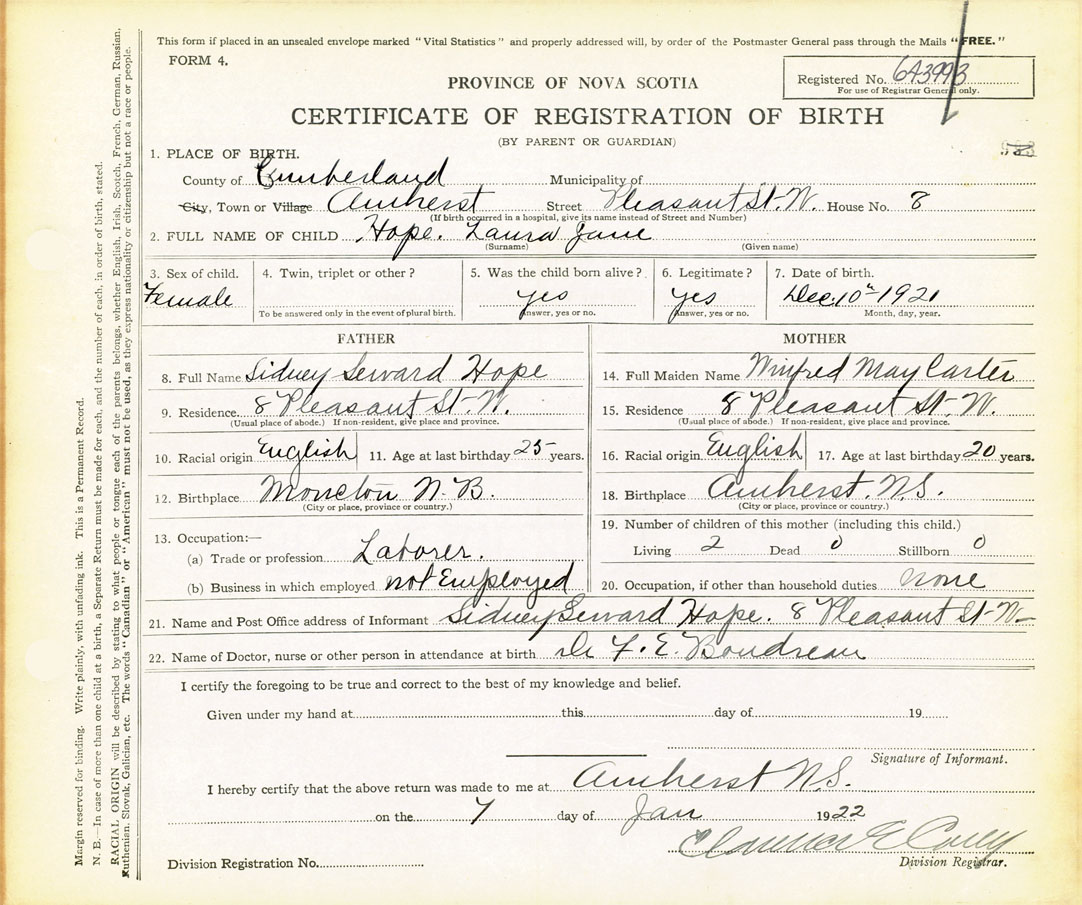 This form if placed in an unsealed envelope marked "Vital Statistics" and properly addressed will, by order of the Postmaster General pass through the Mails "FREE."
FORM 4.
Registered No. 643993
For use of Registrar General only.
PROVINCE OF NOVA SCOTIA
CERTIFICATE OF REGISTRATION OF BIRTH
(BY PARENT OR GUARDIAN)
1. PLACE OF BIRTH.
County of Cumberland Municipality of
City, Town or Village Amherst Street Pleasant St. W. House No. 8
(If birth occurred in a hospital, give its name instead of Street and Number)
2. FULL NAME OF CHILD Hope. Laura Jane
(Surname) (Given name)
3. Sex of child. 4. Twin, triplet or other? 5. Was the child born alive? 6. Legitimate? 7. Date of birth.
Female yes yes Dec. 10th 1921
To be answered only in the event of plural birth. Answer, yes or no. Answer, yes or no. Month, day, year.
FATHER MOTHER
8. Full Name Sidney Seward Hope 14. Full Maiden Name Winifred May Carter
9. Residence. 8 Pleasant St. W. 15. Residence 8 Pleasant St. W.
(Usual place of abode.) If non-resident, give place and province. (Usual place of abode.) If non-resident, give place and province.
10. Racial origin English 11. Age at last birthday 25 years. 16. Racial origin English 17. Age at last birthday 20 years.
12. Birthplace Moncton N.B. 18. Birthplace Amherst. N.S.
(City or place, province or country.) (City or place, province or country.)
13. Occupation:— 19. Number of children of this mother (including this child.)
(a) Trade or profession Laborer. Living 2 Dead 0 Stillborn 0
(b) Business in which employed not Employed 20. Occupation, if other than household duties none
21. Name and Post Office address of Informant Sidney Seward Hope. 8 Pleasant St-W-
22. Name of Doctor, nurse or other person in attendance at birth Dr F. E. Boudreau
I certify the foregoing to be true and correct to the best of my knowledge and belief.
Given under my hand at this day of 19
Signature of Informant.
I hereby certify that the above return was made to me at Amherst N.S.
on the 7 day of Jan 1922
Division Registration No. Division Registrar.
Margin reserved for binding. Write plainly, with unfading ink. This is a Permanent Record.
N. B.—In case of more than one child at a birth, a Separate Return must be made for each, and the number of each, in order of birth, stated.
RACIAL ORIGIN will be described by stating to what people or tongue each of the parents belongs, whether English, Irish, Scotch, French, German, Russian,
Ruthenian, Slovak, Galician, etc. The words "Canadian" or "American" must not be used, as they express nationality or citizenship but not a race or people.